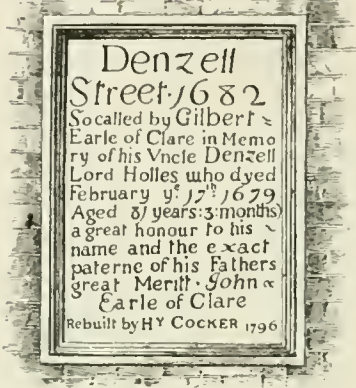 Denzell
Street·1682
So called by Gilbert
Earle of Clare in Memo
ry of his Vncle Denzell
Lord Holles who dyed
February yᵉ 17ᵗʰ 1679
Aged 81 years: 3: months)
a great honour to his
name and the exact
paterne of his Fathers
great Meritt · John
Earle of Clare
Rebuilt by Hʸ COCKER 1796